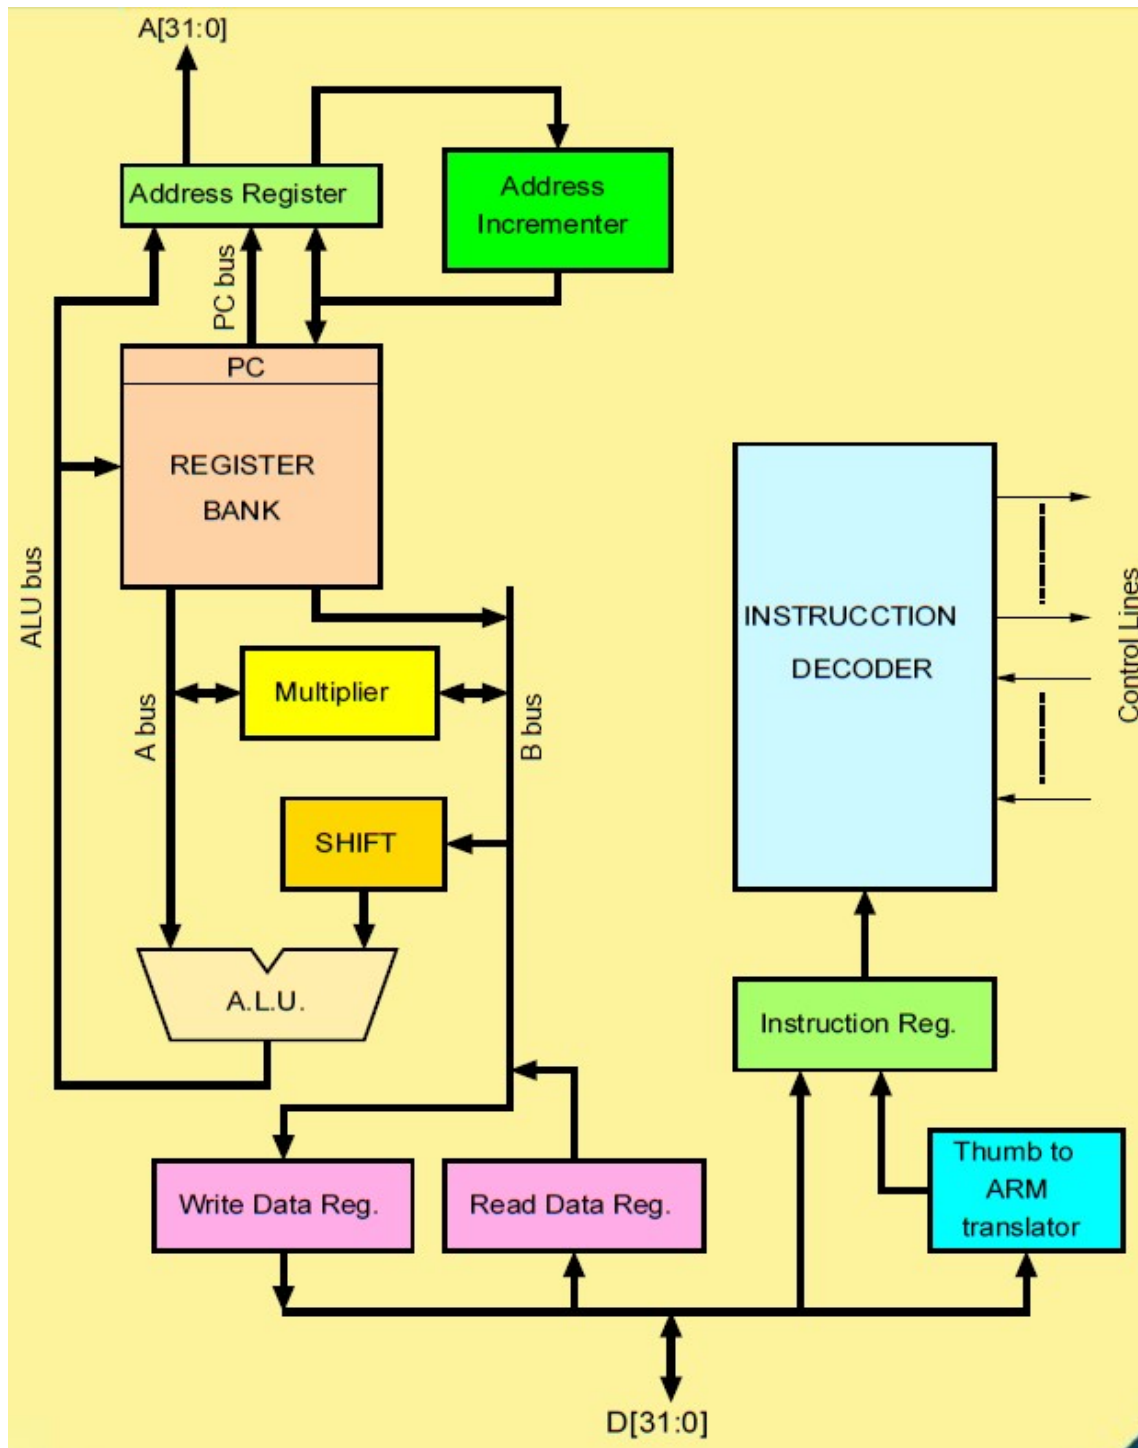 A[31:0]
Address Register
Address
Incrementer
PC bus
PC
REGISTER
BANK
ALU bus
A bus
Multiplier
B bus
SHIFT
A.L.U.
Write Data Reg.
Read Data Reg.
INSTRUCCTION
DECODER
Control Lines
Instruction Reg.
Thumb to
ARM
translator
D[31:0]